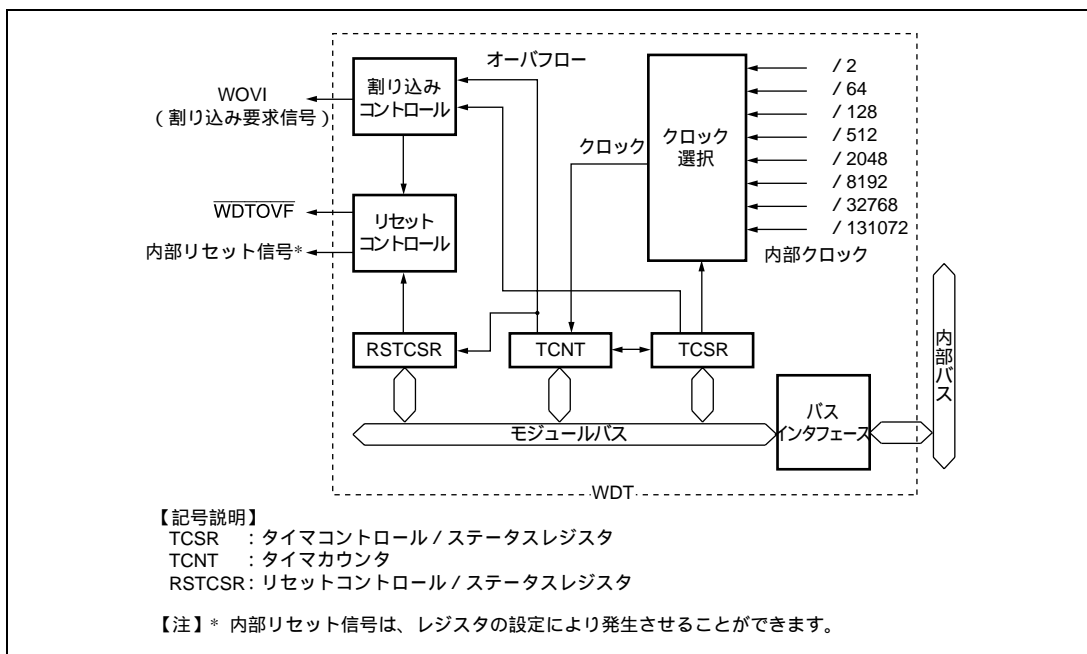 オーバフロー
割り込み
コントロール
WOVI
(割り込み要求信号)
リセット
コントロール
WDTOVF
内部リセット信号*
クロック
クロック
選択
/ 2
/ 64
/ 128
/ 512
/ 2048
/ 8192
/ 32768
/ 131072
内部クロック
RSTCSR
TCNT
TCSR
モジュールバス
バス
インタフェース
内部バス
WDT
【記号説明】
TCSR : タイマコントロール / ステータスレジスタ
TCNT : タイマカウンタ
RSTCSR : リセットコントロール / ステータスレジスタ
【注】* 内部リセット信号は、レジスタの設定により発生させることができます。